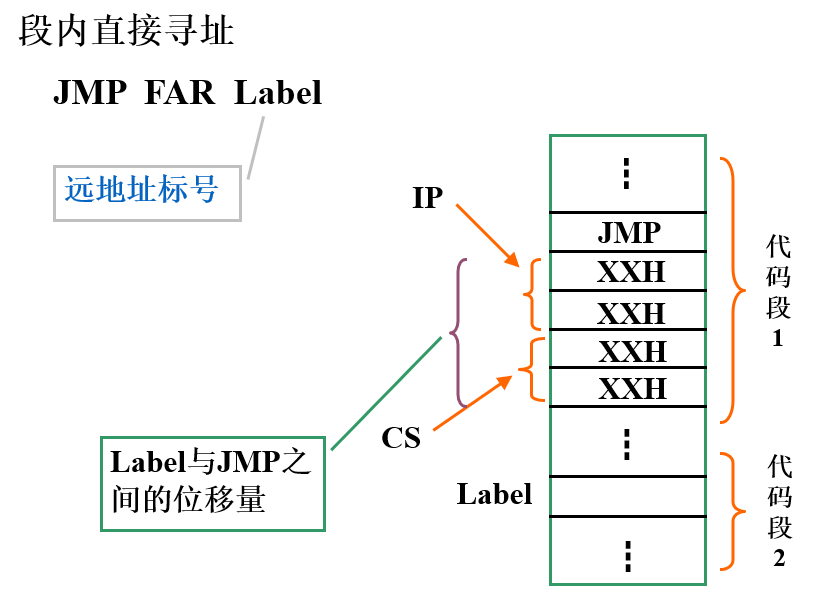 段内直接寻址
JMP FAR Label
远地址标号
IP
CS
Label与JMP之
间的位移量
Label
⋮
JMP
XXH
XXH
XXH
XXH
⋮
⋮
代码段1
代码段2